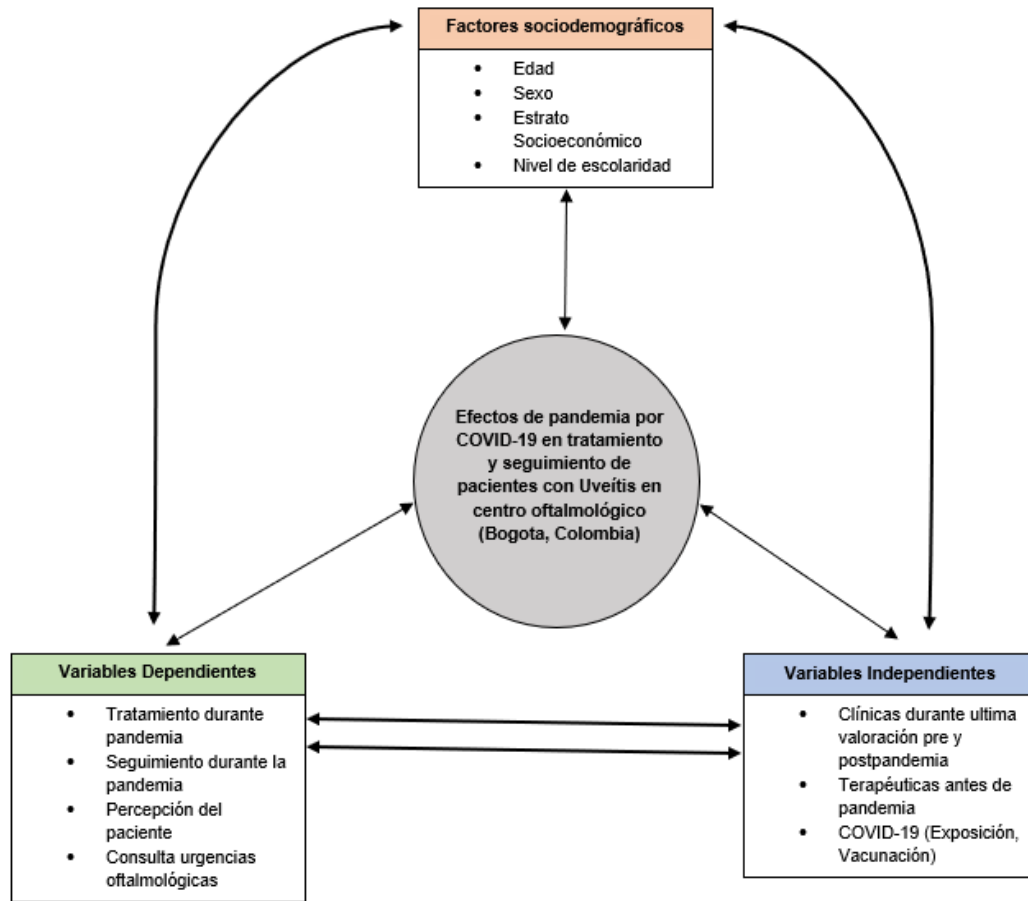 Factores sociodemográficos
Edad
Sexo
Estrato
Socioeconómico
Nivel de escolaridad
Efectos de pandemia por
COVID-19 en tratamiento
y seguimiento de
pacientes con Uveítis en
centro oftalmológico
(Bogota, Colombia)
Variables Dependientes
Tratamiento durante
pandemia
Seguimiento durante la
pandemia
Percepción del
paciente
Consulta urgencias
oftalmológicas
Variables Independientes
Clínicas durante ultima
valoración pre y
postpandemia
Terapéuticas antes de
pandemia
COVID-19 (Exposición,
Vacunación)